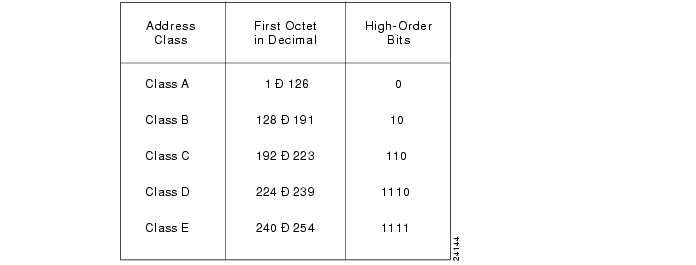 Address Class First Octet in Decimal High-Order Bits
Class A 1 Đ 126 0
Class B 128 Đ 191 10
Class C 192 Đ 223 110
Class D 224 Đ 239 1110
Class E 240 Đ 254 1111
24144